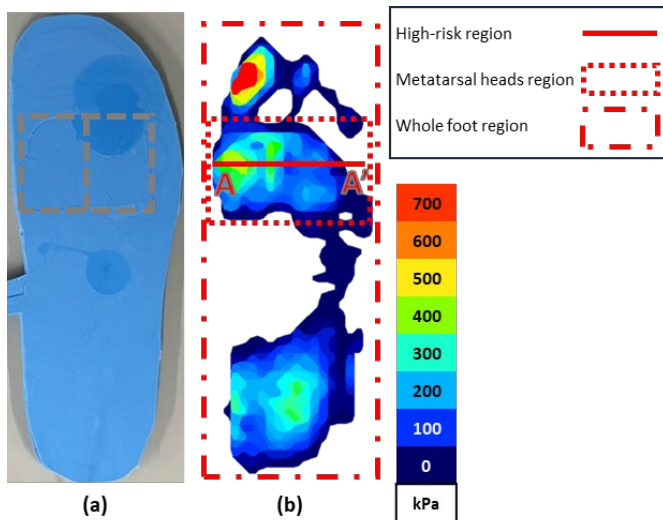 High-risk region
Metatarsal heads region
Whole foot region
A A’
700
600
500
400
300
200
100
0
kPa
(a) (b)